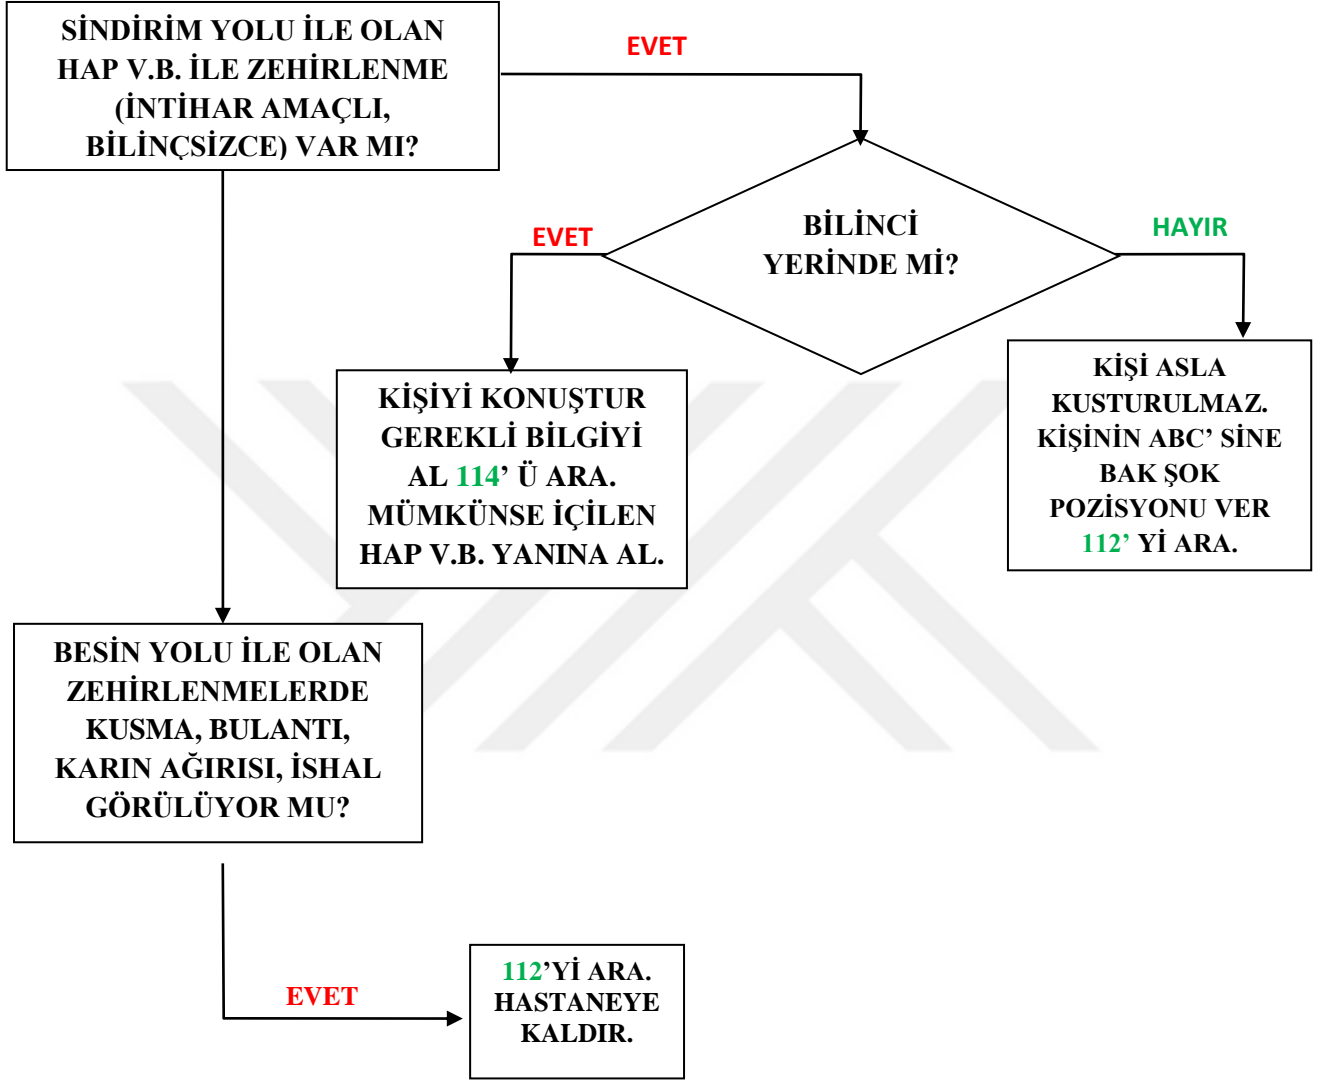 SİNDİRİM YOLU İLE OLAN
HAP V.B. İLE ZEHİRLENME
(İNTİHAR AMAÇLI,
BİLİNÇSİZCE) VAR MI?
EVET
BİLİNCİ
YERİNDE Mİ?
EVET
HAYIR
KİŞİYİ KONUŞTUR
GEREKLİ BİLGİYİ
AL 114’ Ü ARA.
MÜMKÜNSE İÇİLEN
HAP V.B. YANINA AL.
KİŞİ ASLA
KUSTURULMAZ.
KİŞİNİN ABC’ SİNE
BAK ŞOK
POZİSYONU VER
112’ Yİ ARA.
BESİN YOLU İLE OLAN
ZEHİRLENMELERDE
KUSMA, BULANTI,
KARIN AĞIRISI, İSHAL
GÖRÜLÜYOR MU?
EVET
112’Yİ ARA.
HASTANEYE
KALDIR.